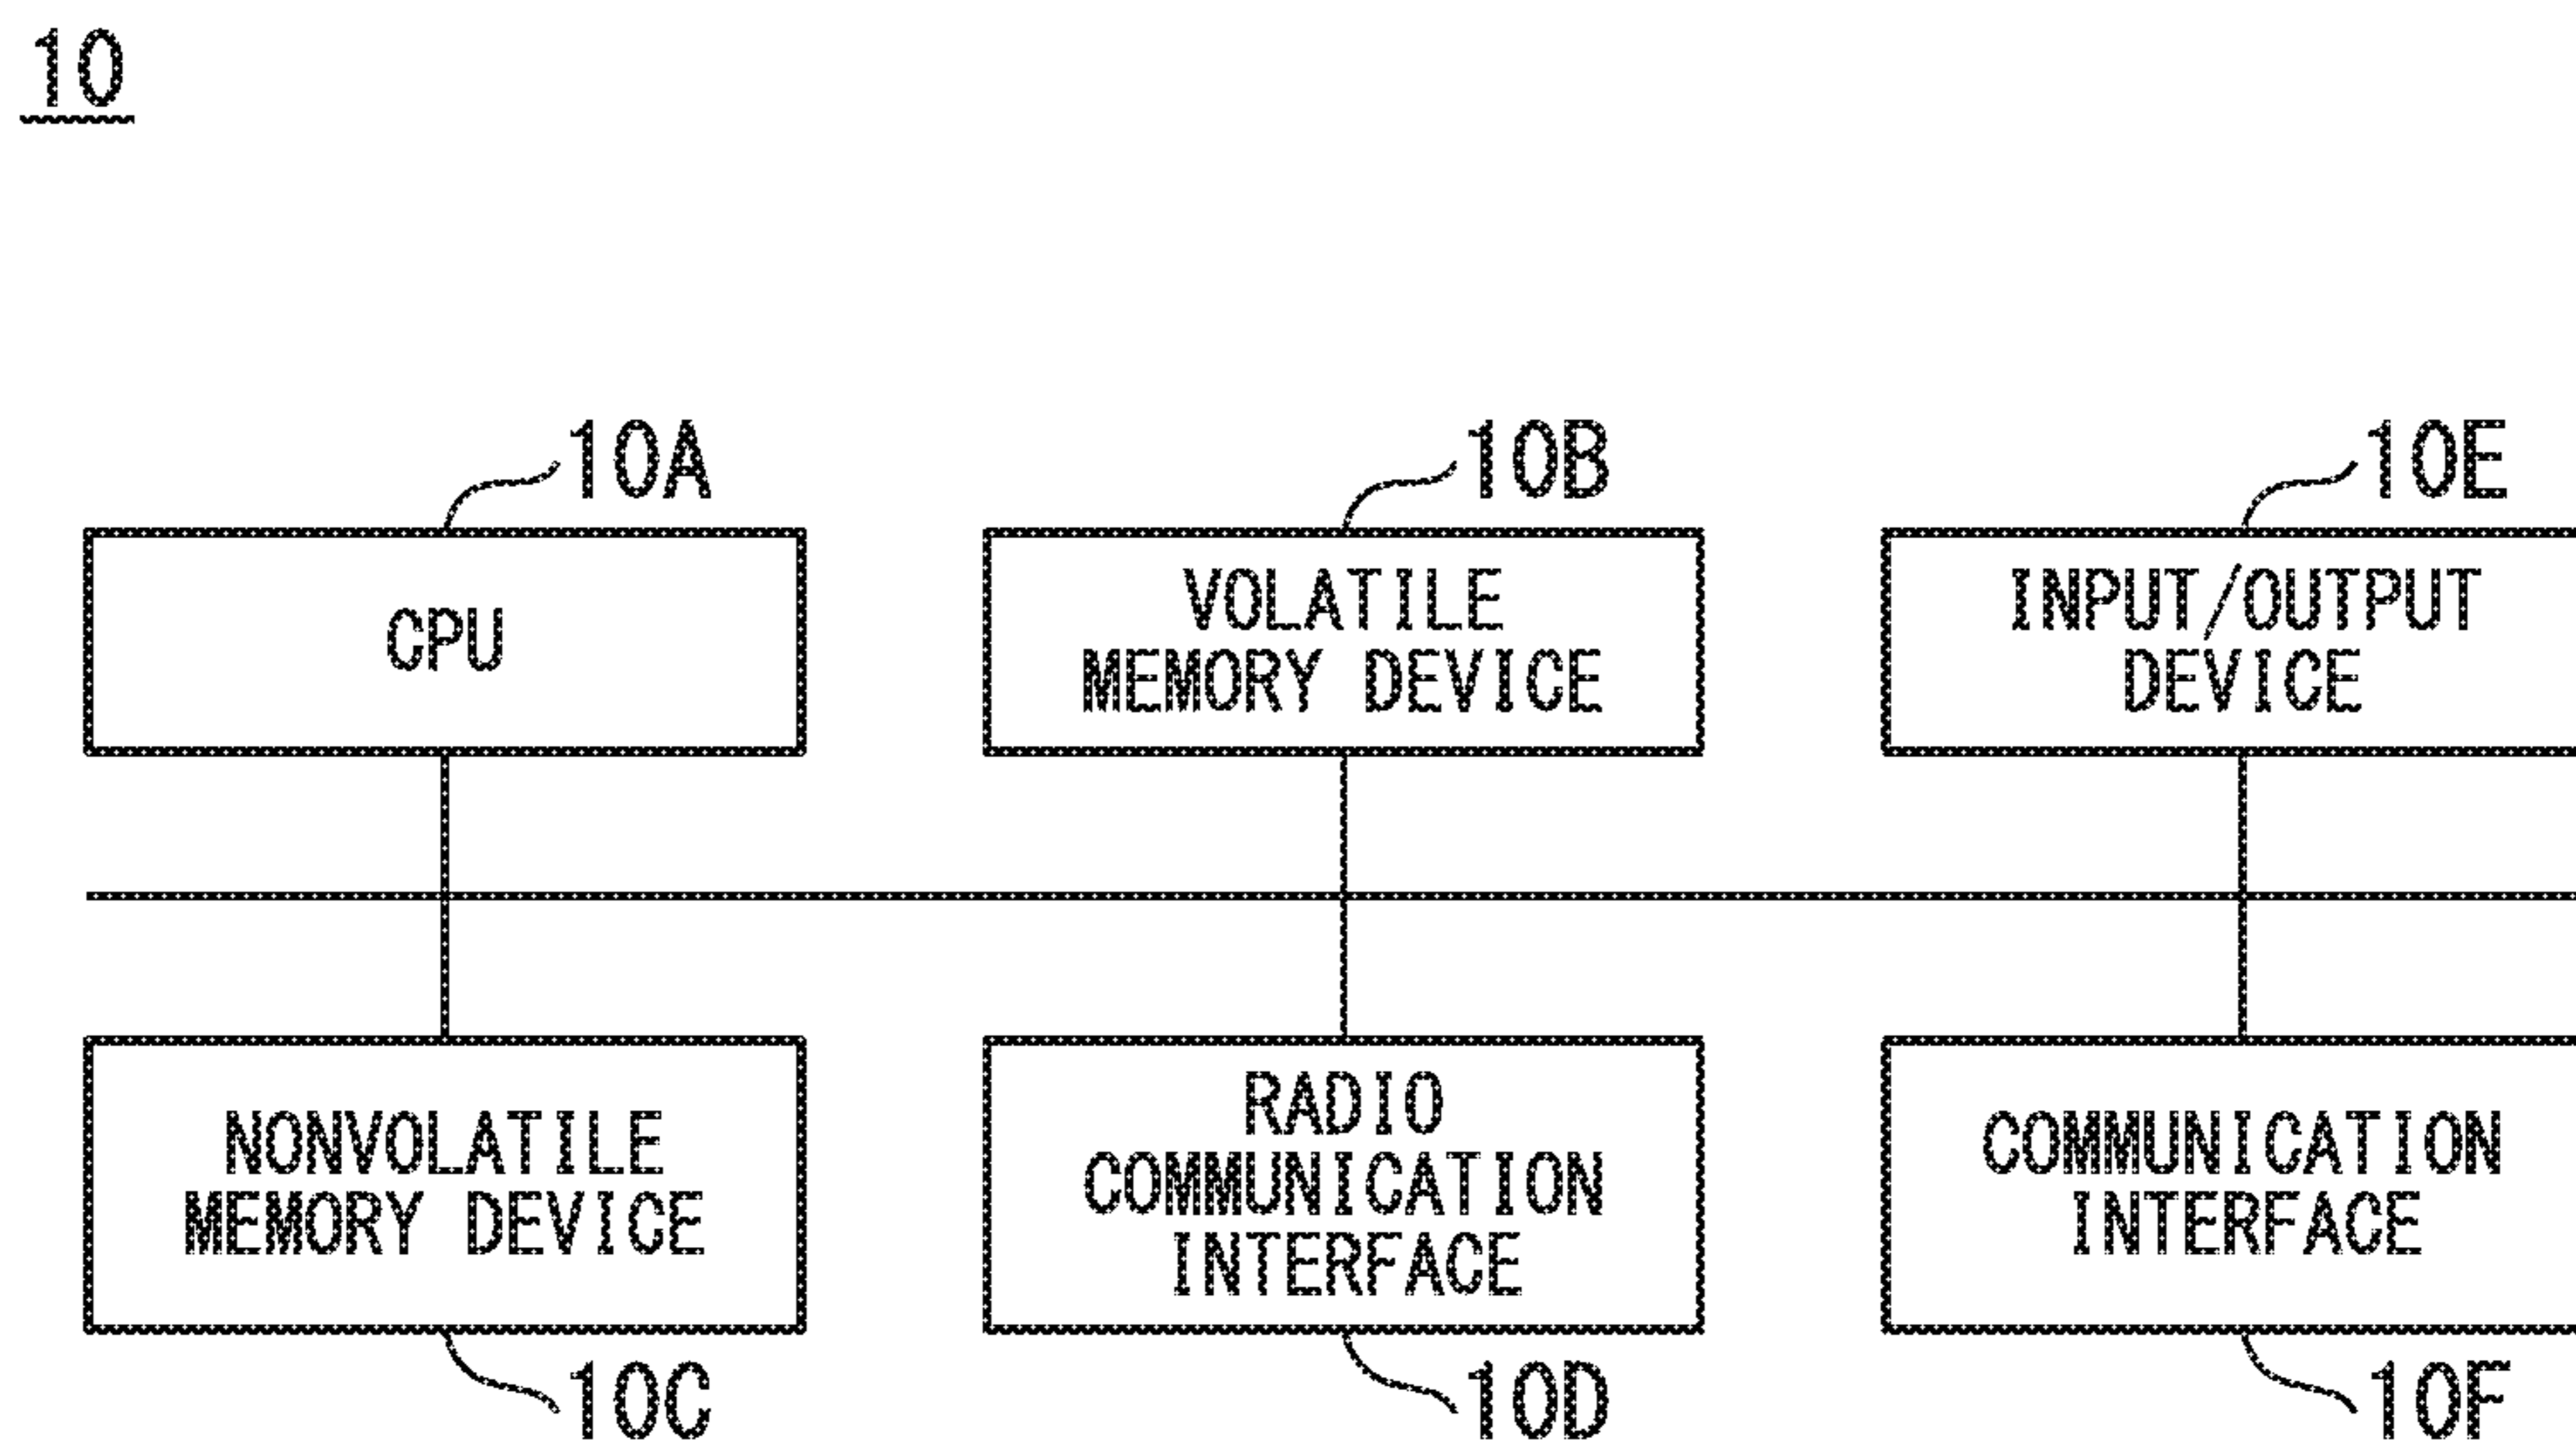 10
10A
10B
10E
CPU
VOLATILE
MEMORY DEVICE
INPUT/OUTPUT
DEVICE
NONVOLATILE
MEMORY DEVICE
RADIO
COMMUNICATION
INTERFACE
COMMUNICATION
INTERFACE
10C
10D
10F